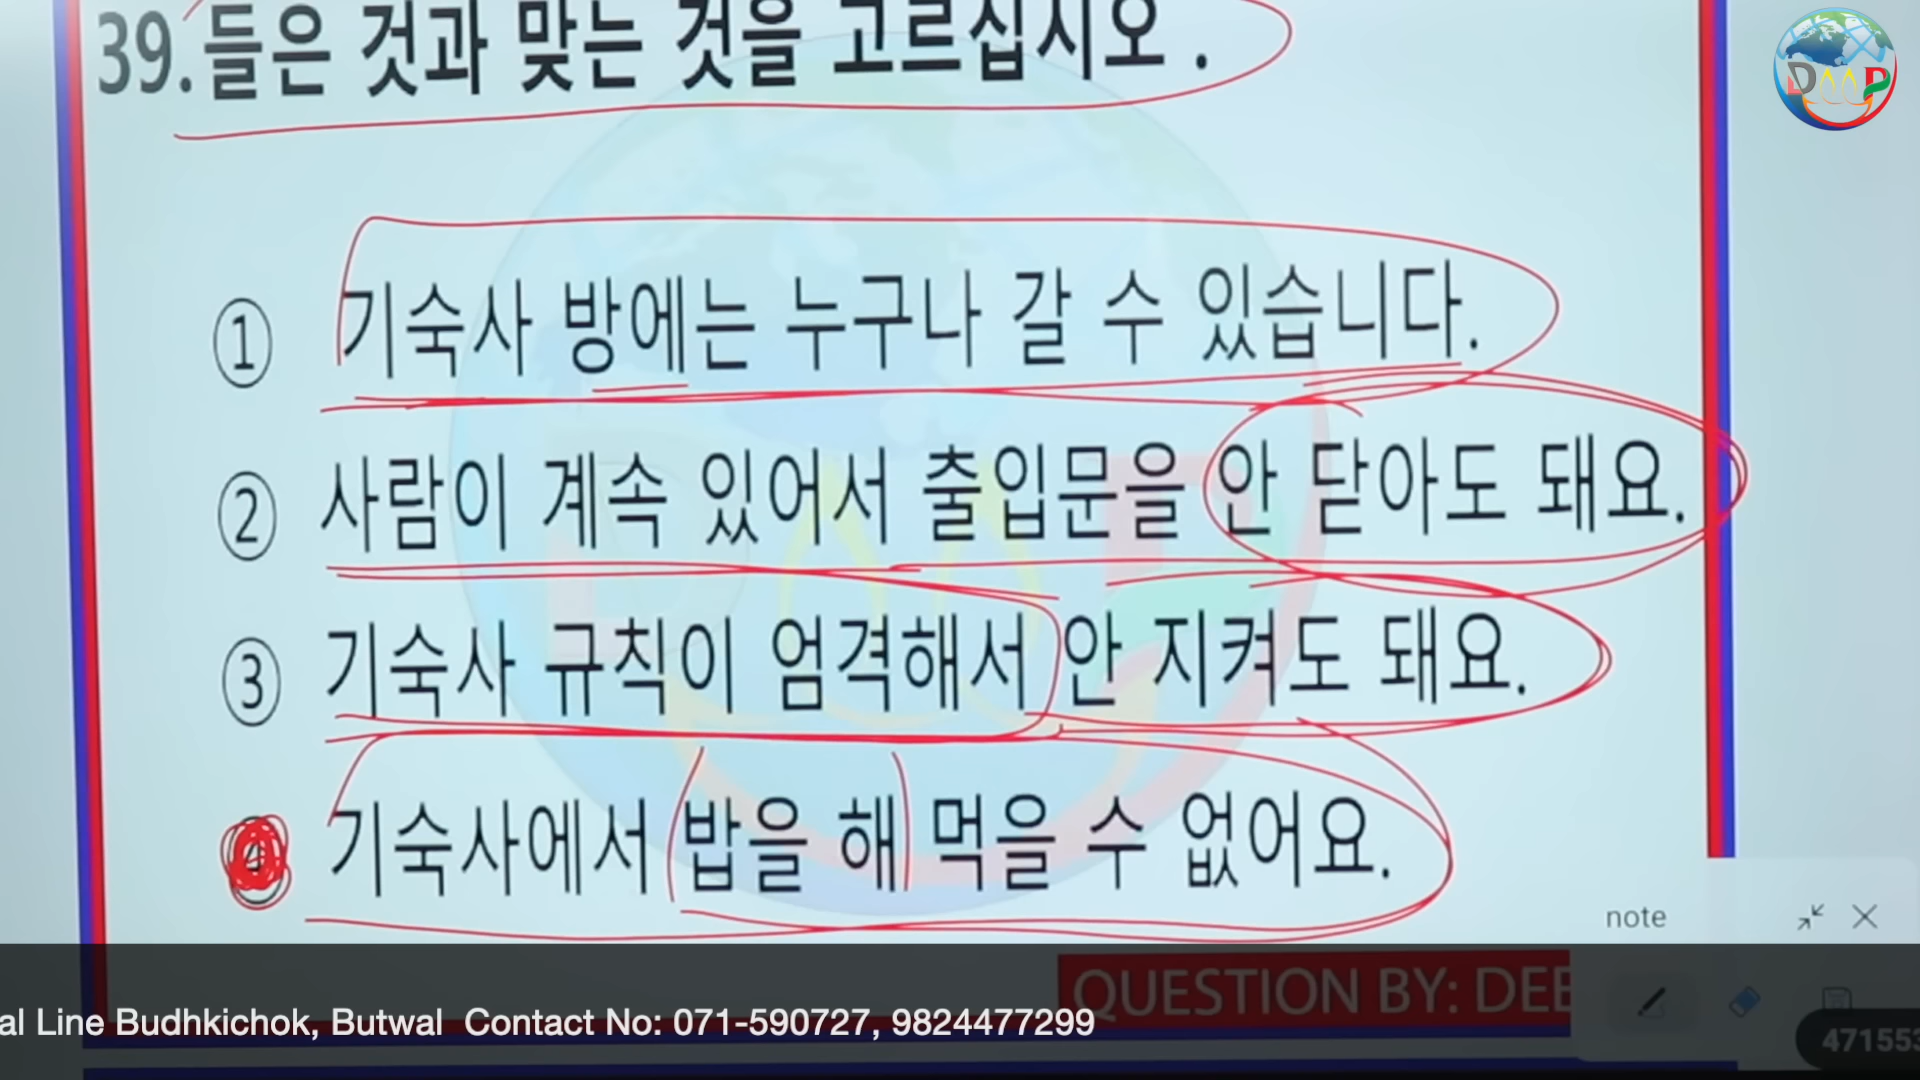 39. 들은 것과 맞는 것을 고르십시오 .
① 기숙사 방에는 누구나 갈 수 있습니다.
② 사람이 계속 있어서 출입문을 안 닫아도 돼요.
③ 기숙사 규칙이 엄격해서 안 지켜도 돼요.
④ 기숙사에서 밥을 해 먹을 수 없어요.
note
QUESTION BY:
al Line Budhkichok, Butwal Contact No: 071-590727, 9824477299
471553
DMP